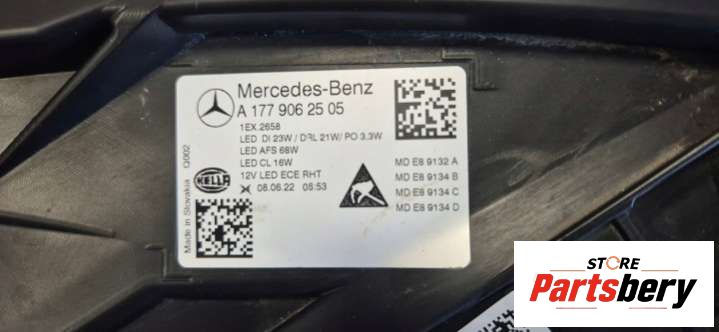 Mercedes-Benz
A 177 906 25 05
1EX.2658
LED DI 23W / DRL 21W / PO 3.3W
LED AFS 68W
LED CL 16W
12V LED ECE RHT
08.06.22 08:53
HELLA
Made in Slovakia Q002
MD E8 9132 A
MD E8 9134 B
MD E8 9134 C
MD E8 9134 D
STORE
Partsbery